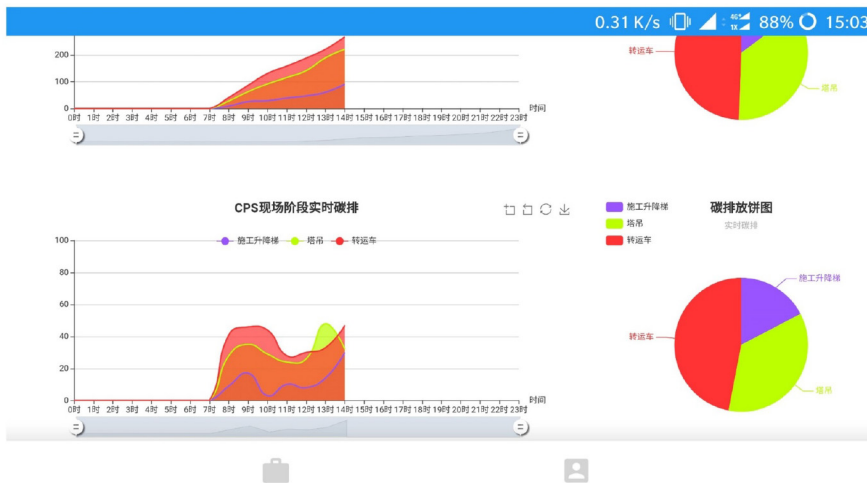 0.31 K/s 4G 1X 88% 15:03
200
100
0
0时 1时 2时 3时 4时 5时 6时 7时 8时 9时 10时 11时 12时 13时 14时 15时 16时 17时 18时 19时 20时 21时 22时 23时
时间
转运车
塔吊
CPS现场阶段实时碳排
施工升降梯 塔吊 转运车
100
80
60
40
20
0
0时 1时 2时 3时 4时 5时 6时 7时 8时 9时 10时 11时 12时 13时 14时 15时 16时 17时 18时 19时 20时 21时 22时 23时
时间
施工升降梯
塔吊
转运车
碳排放饼图
实时碳排
施工升降梯
转运车
塔吊